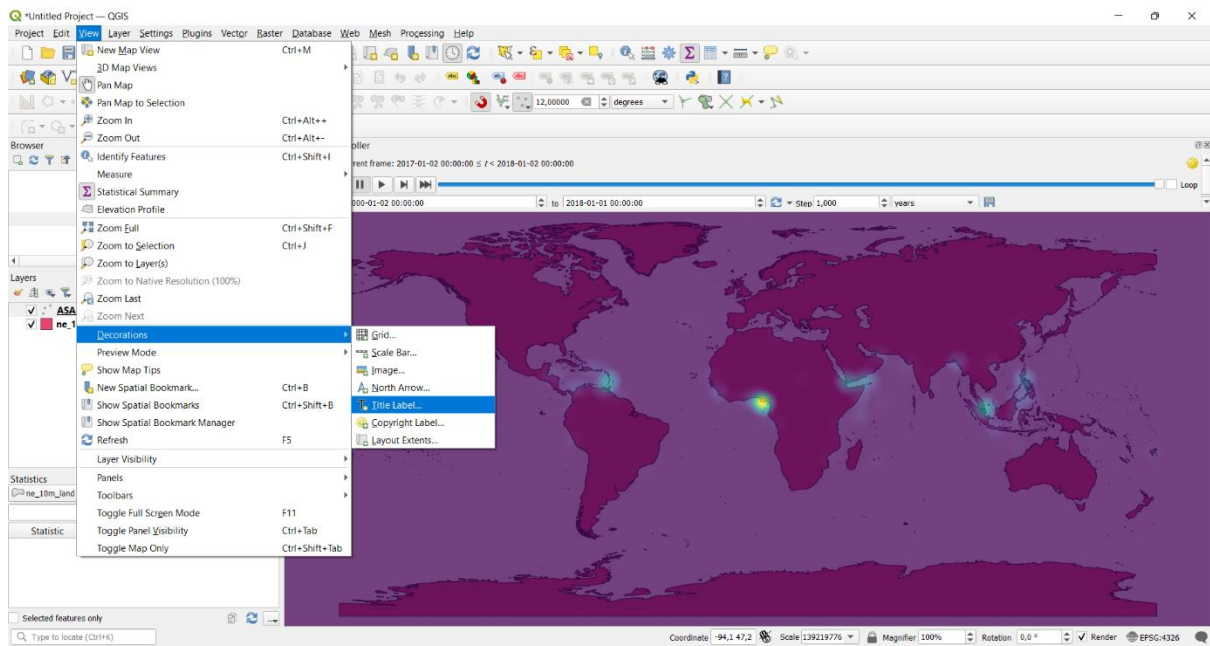 *Untitled Project — QGIS
Project Edit View Layer Settings Plugins Vector Raster Database Web Mesh Processing Help
New Map View Ctrl+M
3D Map Views
Pan Map
Pan Map to Selection
Zoom In Ctrl+Alt++
Zoom Out Ctrl+Alt+-
Identify Features Ctrl+Shift+I
Measure
Statistical Summary
Elevation Profile
Zoom Full Ctrl+Shift+F
Zoom to Selection Ctrl+J
Zoom to Layer(s)
Zoom to Native Resolution (100%)
Zoom Last
Zoom Next
Decorations
Preview Mode
Show Map Tips
New Spatial Bookmark... Ctrl+B
Show Spatial Bookmarks Ctrl+Shift+B
Show Spatial Bookmark Manager
Refresh F5
Layer Visibility
Panels
Toolbars
Toggle Full Screen Mode F11
Toggle Panel Visibility Ctrl+Tab
Toggle Map Only Ctrl+Shift+Tab
Grid...
Scale Bar...
Image...
North Arrow...
Title Label...
Copyright Label...
Layout Extents...
12,00000 degrees
Browser
oller
rent frame: 2017-01-02 00:00:00 ≤ t < 2018-01-02 00:00:00
Loop
000-01-02 00:00:00 to 2018-01-01 00:00:00 Step 1,000 years
Layers
ASA
ne_1
Statistics
ne_10m_land
Statistic
Selected features only
Type to locate (Ctrl+K)
Coordinate -94,1 47,2 Scale 139219776 Magnifier 100% Rotation 0,0 ° Render EPSG:4326